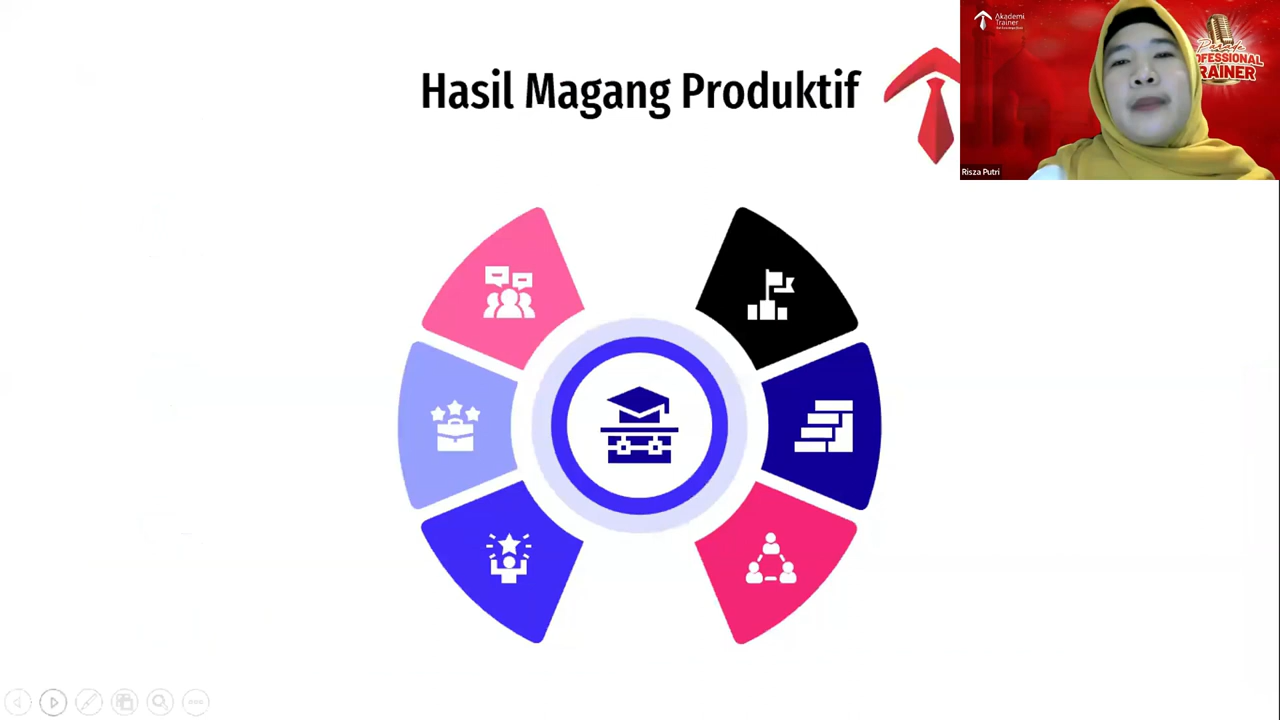 Hasil Magang Produktif
Akademi
Trainer
PROFESSIONAL
TRAINER
Risza Putri